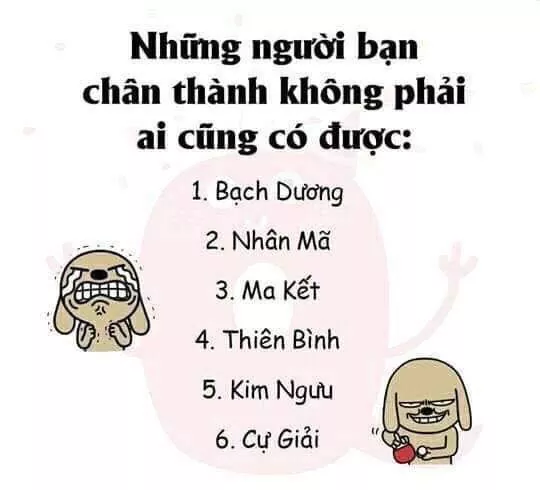 Những người bạn
chân thành không phải
ai cũng có được:
1. Bạch Dương
2. Nhân Mã
3. Ma Kết
4. Thiên Bình
5. Kim Ngưu
6. Cự Giải